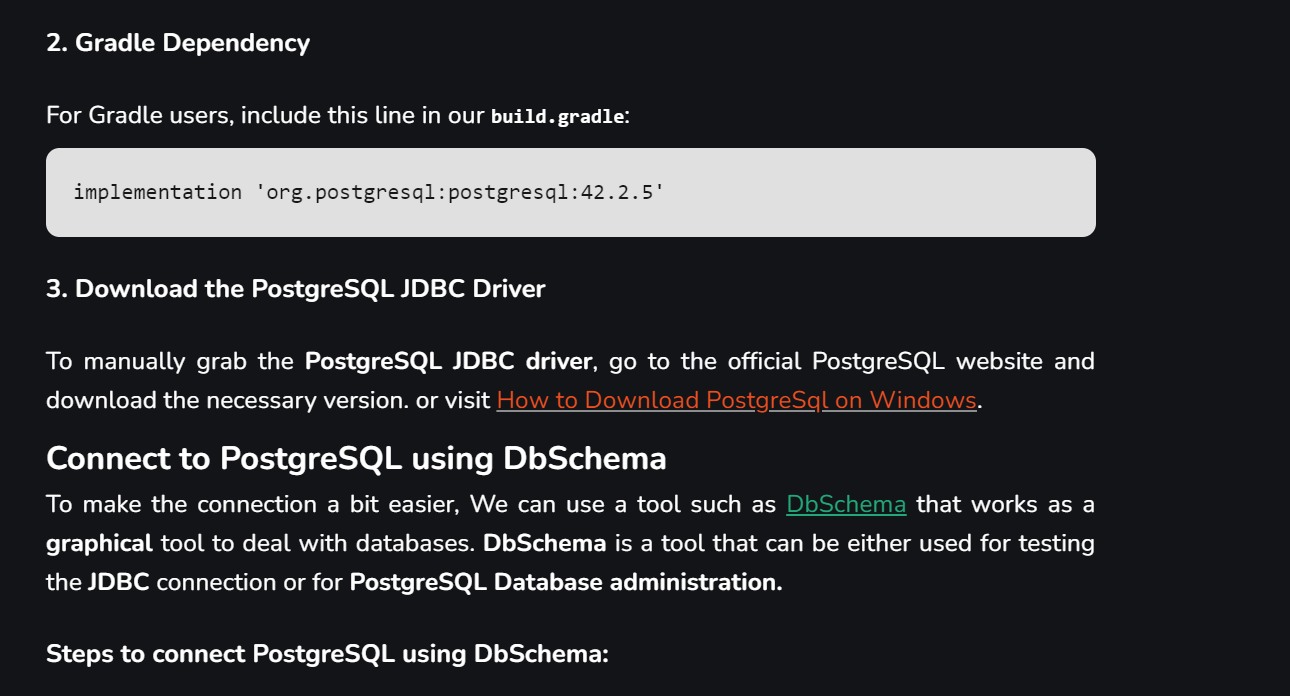 2. Gradle Dependency
For Gradle users, include this line in our build.gradle:
implementation 'org.postgresql:postgresql:42.2.5'
3. Download the PostgreSQL JDBC Driver
To manually grab the PostgreSQL JDBC driver, go to the official PostgreSQL website and
download the necessary version. or visit How to Download PostgreSql on Windows.
Connect to PostgreSQL using DbSchema
To make the connection a bit easier, We can use a tool such as DbSchema that works as a
graphical tool to deal with databases. DbSchema is a tool that can be either used for testing
the JDBC connection or for PostgreSQL Database administration.
Steps to connect PostgreSQL using DbSchema: